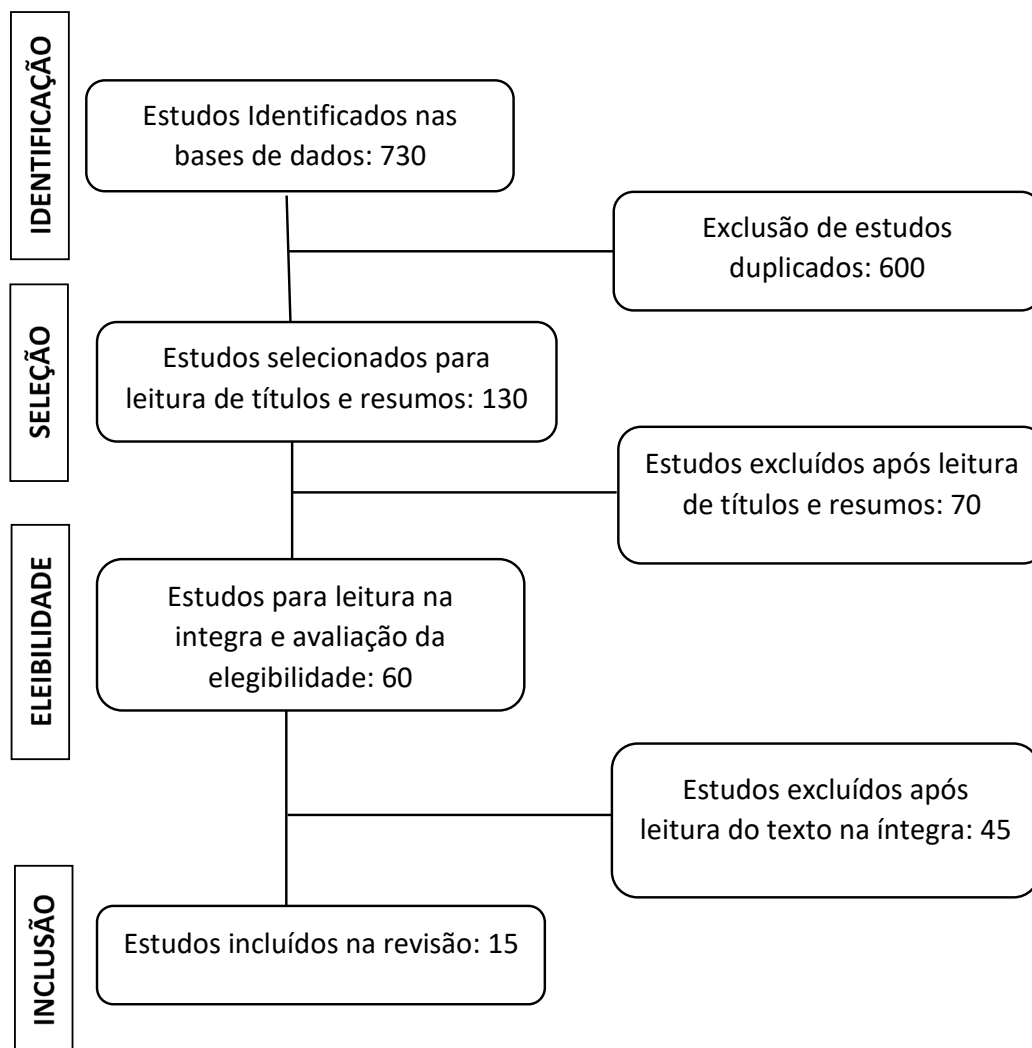 IDENTIFICAÇÃO
Estudos Identificados nas
bases de dados: 730
Exclusão de estudos
duplicados: 600
SELEÇÃO
Estudos selecionados para
leitura de títulos e resumos: 130
Estudos excluídos após leitura
de títulos e resumos: 70
ELEIBILIDADE
Estudos para leitura na
integra e avaliação da
elegibilidade: 60
Estudos excluídos após
leitura do texto na íntegra: 45
INCLUSÃO
Estudos incluídos na revisão: 15